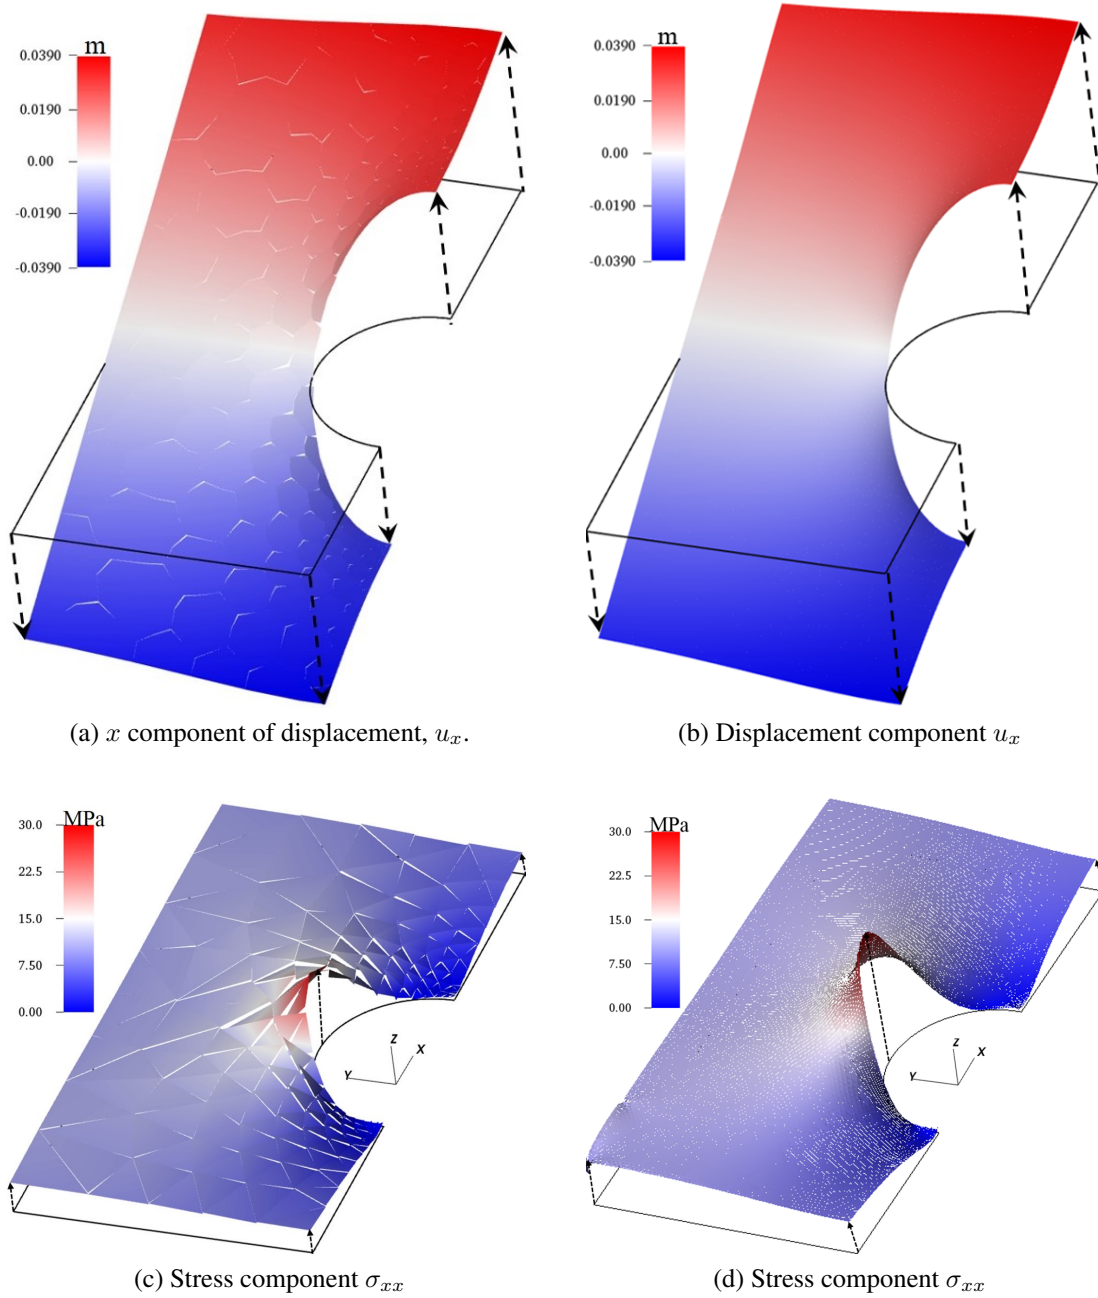 m
0.0390
0.0190
0.00
-0.0190
-0.0390
m
0.0390
0.0190
0.00
-0.0190
-0.0390
(a) x component of displacement, u_x.
(b) Displacement component u_x
MPa
30.0
22.5
15.0
7.50
0.00
Z
X
Y
MPa
30.0
22.5
15.0
7.50
0.00
Z
X
Y
(c) Stress component σ_xx
(d) Stress component σ_xx